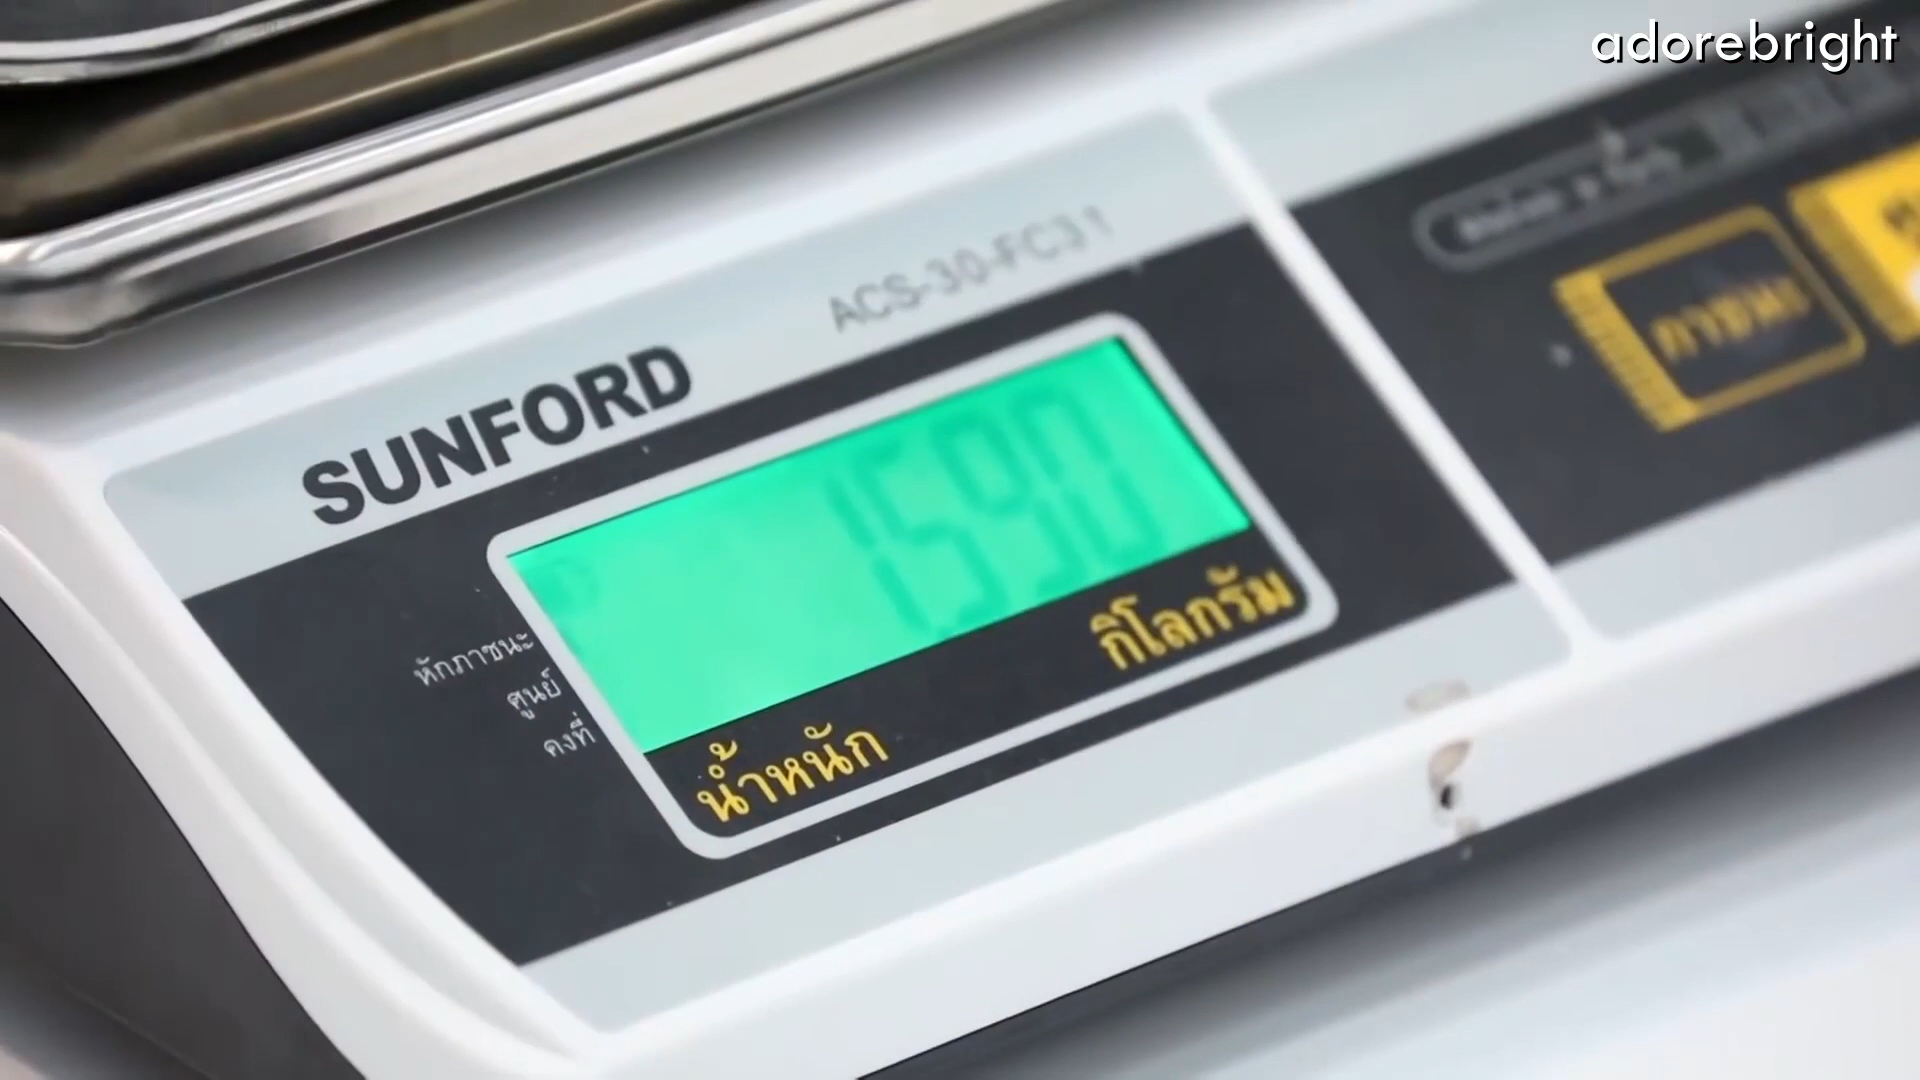 adorebright
ACS-30-FC31
SUNFORD
1590
หักภาชนะ
ศูนย์
คงที่
น้ำหนัก
กิโลกรัม